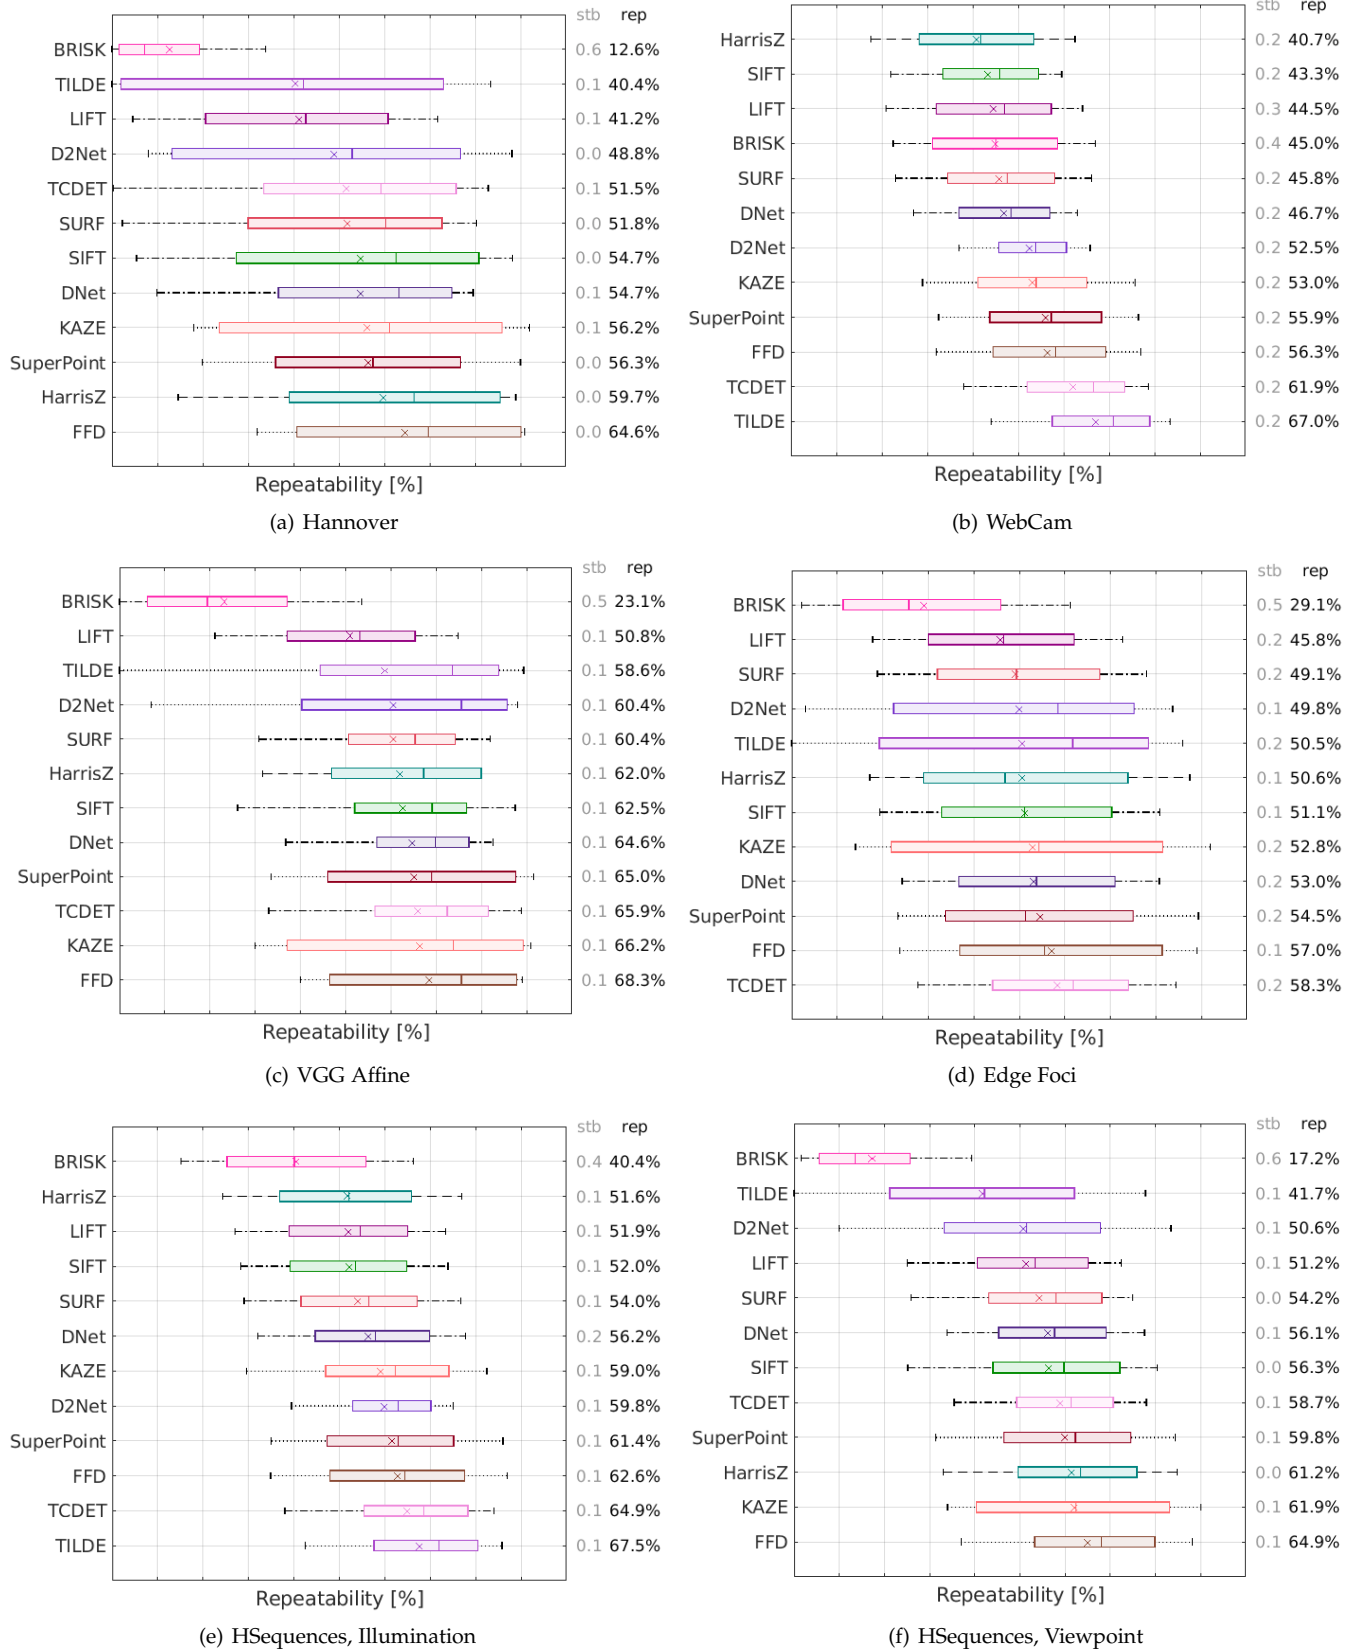 stb rep
BRISK 0.6 12.6%
TILDE 0.1 40.4%
LIFT 0.1 41.2%
D2Net 0.0 48.8%
TCDET 0.1 51.5%
SURF 0.0 51.8%
SIFT 0.0 54.7%
DNet 0.1 54.7%
KAZE 0.1 56.2%
SuperPoint 0.0 56.3%
HarrisZ 0.0 59.7%
FFD 0.0 64.6%
Repeatability [%]
(a) Hannover
stb rep
HarrisZ 0.2 40.7%
SIFT 0.2 43.3%
LIFT 0.3 44.5%
BRISK 0.4 45.0%
SURF 0.2 45.8%
DNet 0.2 46.7%
D2Net 0.2 52.5%
KAZE 0.2 53.0%
SuperPoint 0.2 55.9%
FFD 0.2 56.3%
TCDET 0.2 61.9%
TILDE 0.2 67.0%
Repeatability [%]
(b) WebCam
stb rep
BRISK 0.5 23.1%
LIFT 0.1 50.8%
TILDE 0.1 58.6%
D2Net 0.1 60.4%
SURF 0.1 60.4%
HarrisZ 0.1 62.0%
SIFT 0.1 62.5%
DNet 0.1 64.6%
SuperPoint 0.1 65.0%
TCDET 0.1 65.9%
KAZE 0.1 66.2%
FFD 0.1 68.3%
Repeatability [%]
(c) VGG Affine
stb rep
BRISK 0.5 29.1%
LIFT 0.2 45.8%
SURF 0.2 49.1%
D2Net 0.1 49.8%
TILDE 0.2 50.5%
HarrisZ 0.1 50.6%
SIFT 0.1 51.1%
KAZE 0.2 52.8%
DNet 0.2 53.0%
SuperPoint 0.2 54.5%
FFD 0.1 57.0%
TCDET 0.2 58.3%
Repeatability [%]
(d) Edge Foci
stb rep
BRISK 0.4 40.4%
HarrisZ 0.1 51.6%
LIFT 0.1 51.9%
SIFT 0.1 52.0%
SURF 0.1 54.0%
DNet 0.2 56.2%
KAZE 0.1 59.0%
D2Net 0.1 59.8%
SuperPoint 0.1 61.4%
FFD 0.1 62.6%
TCDET 0.1 64.9%
TILDE 0.1 67.5%
Repeatability [%]
(e) HSequences, Illumination
stb rep
BRISK 0.6 17.2%
TILDE 0.1 41.7%
D2Net 0.1 50.6%
LIFT 0.1 51.2%
SURF 0.0 54.2%
DNet 0.1 56.1%
SIFT 0.0 56.3%
TCDET 0.1 58.7%
SuperPoint 0.1 59.8%
HarrisZ 0.0 61.2%
KAZE 0.1 61.9%
FFD 0.1 64.9%
Repeatability [%]
(f) HSequences, Viewpoint